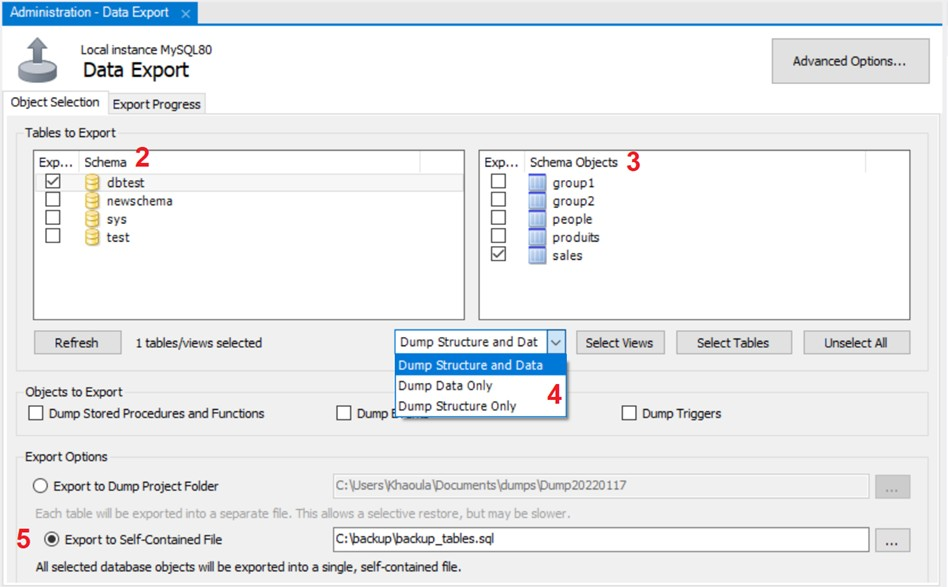 Administration - Data Export ×
Local instance MySQL80
Data Export
Advanced Options...
Object Selection Export Progress
Tables to Export
Exp... Schema 2
dbtest
newschema
sys
test
Exp... Schema Objects 3
group1
group2
people
produits
sales
Refresh 1 tables/views selected Dump Structure and Dat Select Views Select Tables Unselect All
Dump Structure and Data
Dump Data Only
Dump Structure Only
4
Objects to Export
Dump Stored Procedures and Functions Dump Dump Triggers
Export Options
Export to Dump Project Folder C:\Users\Khaoula\Documents\dumps\Dump20220117 ...
Each table will be exported into a separate file. This allows a selective restore, but may be slower.
5 Export to Self-Contained File C:\backup\backup_tables.sql ...
All selected database objects will be exported into a single, self-contained file.